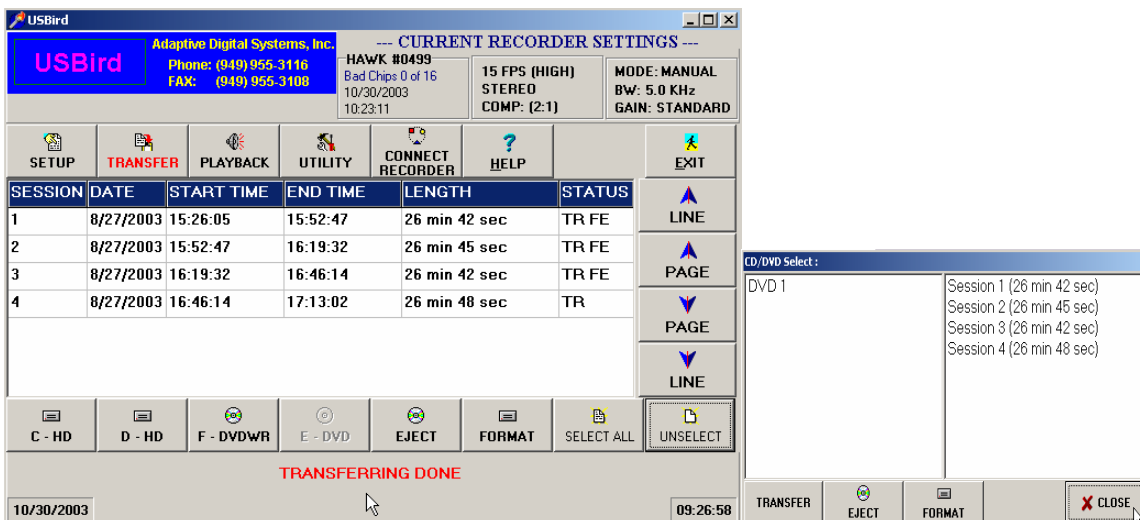 USBird
USBird
Adaptive Digital Systems, Inc.
Phone: (949) 955-3116
FAX: (949) 955-3108
--- CURRENT RECORDER SETTINGS ---
HAWK #0499
Bad Chips 0 of 16
10/30/2003
10:23:11
15 FPS (HIGH)
STEREO
COMP: (2:1)
MODE: MANUAL
BW: 5.0 KHz
GAIN: STANDARD
SETUP
TRANSFER
PLAYBACK
UTILITY
CONNECT
RECORDER
HELP
EXIT
SESSION DATE START TIME END TIME LENGTH STATUS
1 8/27/2003 15:26:05 15:52:47 26 min 42 sec TR FE
2 8/27/2003 15:52:47 16:19:32 26 min 45 sec TR FE
3 8/27/2003 16:19:32 16:46:14 26 min 42 sec TR FE
4 8/27/2003 16:46:14 17:13:02 26 min 48 sec TR
LINE
PAGE
PAGE
LINE
C - HD
D - HD
F - DVDWR
E - DVD
EJECT
FORMAT
SELECT ALL
UNSELECT
TRANSFERRING DONE
10/30/2003
09:26:58
CD/DVD Select :
DVD 1
Session 1 (26 min 42 sec)
Session 2 (26 min 45 sec)
Session 3 (26 min 42 sec)
Session 4 (26 min 48 sec)
TRANSFER
EJECT
FORMAT
CLOSE